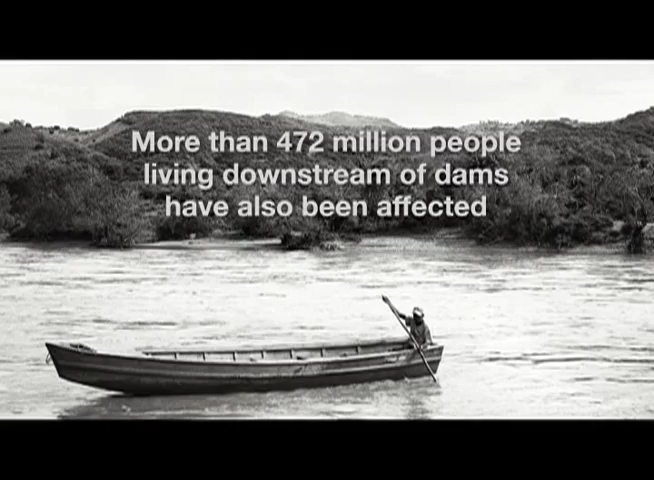 More than 472 million people
living downstream of dams
have also been affected